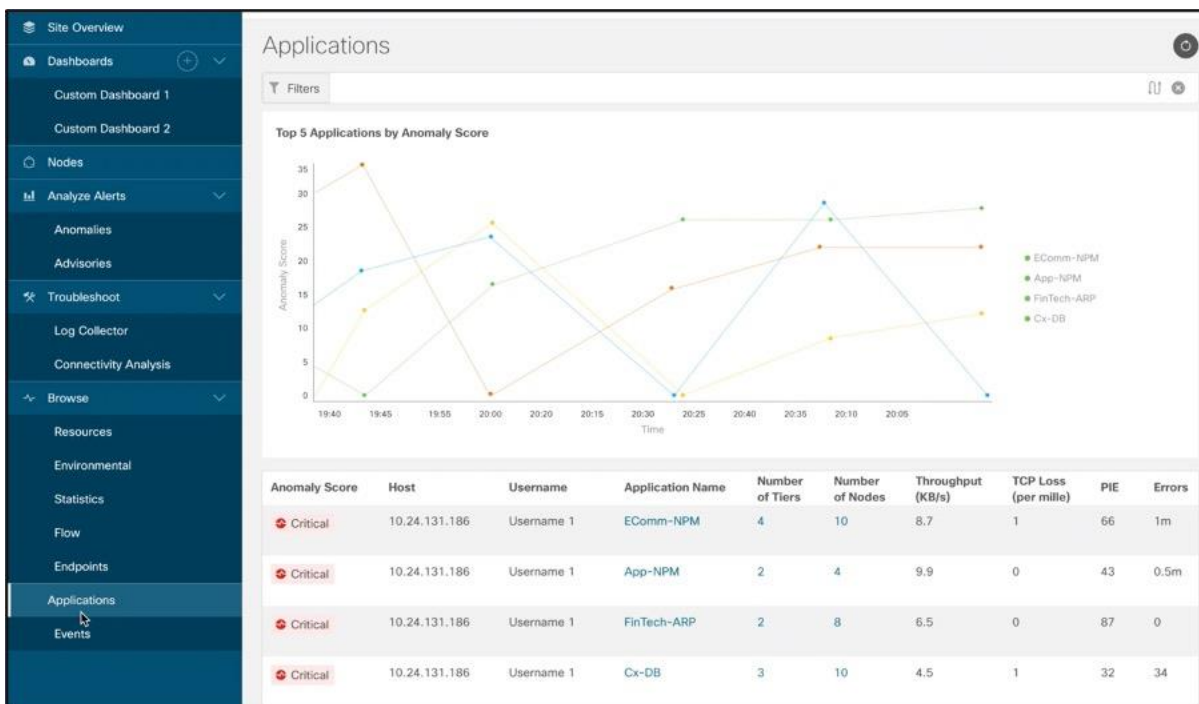 Site Overview
Dashboards
Custom Dashboard 1
Custom Dashboard 2
Nodes
Analyze Alerts
Anomalies
Advisories
Troubleshoot
Log Collector
Connectivity Analysis
Browse
Resources
Environmental
Statistics
Flow
Endpoints
Applications
Events
Applications
Filters
Top 5 Applications by Anomaly Score
35
30
25
20
15
10
5
0
Anomaly Score
19:40 19:45 19:55 20:00 20:20 20:15 20:30 20:25 20:40 20:35 20:10 20:05
Time
EComm-NPM
App-NPM
FinTech-ARP
Cx-DB
Anomaly Score Host Username Application Name Number of Tiers Number of Nodes Throughput (KB/s) TCP Loss (per mille) PIE Errors
Critical 10.24.131.186 Username 1 EComm-NPM 4 10 8.7 1 66 1m
Critical 10.24.131.186 Username 1 App-NPM 2 4 9.9 0 43 0.5m
Critical 10.24.131.186 Username 1 FinTech-ARP 2 8 6.5 0 87 0
Critical 10.24.131.186 Username 1 Cx-DB 3 10 4.5 1 32 34